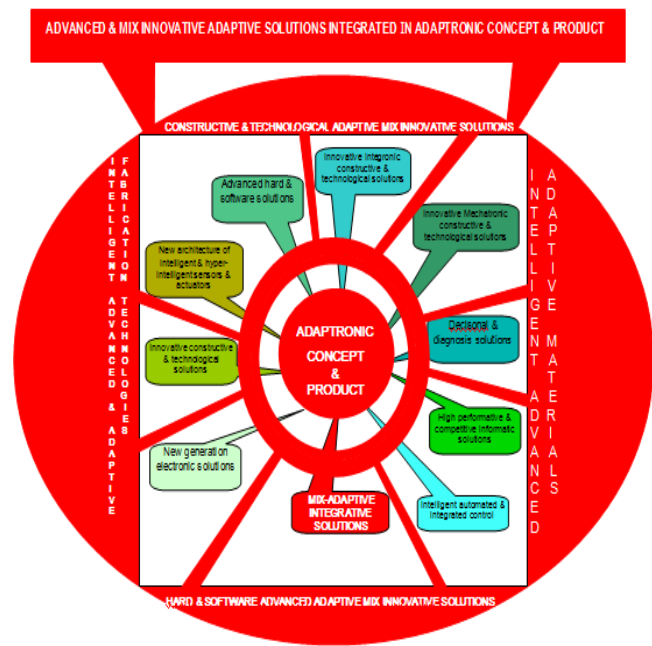 ADVANCED & MIX INNOVATIVE ADAPTIVE SOLUTIONS INTEGRATED IN ADAPTRONIC CONCEPT & PRODUCT
CONSTRUCTIVE & TECHNOLOGICAL ADAPTIVE MIX INNOVATIVE SOLUTIONS
INTELLIGENT ADVANCED & ADAPTIVE
FABRICATION TECHNOLOGIES
Advanced hard &
software solutions
Innovative Integronic
constructive &
technological solutions
Innovative Mechatronic
constructive &
technological solutions
New architecture of
intelligent & hyper-
intelligent sensors &
actuators
Decisonal &
diagnosis solutions
Innovative constructive
& technological
solutions
ADAPTRONIC
CONCEPT
&
PRODUCT
High performative &
competitive informatic
solutions
New generation
electronic solutions
MIX-ADAPTIVE
INTEGRATIVE
SOLUTIONS
Intelligent automated &
integrated control
INTELLIGENT ADVANCED
ADAPTIVE MATERIALS
HARD & SOFTWARE ADVANCED ADAPTIVE MIX INNOVATIVE SOLUTIONS